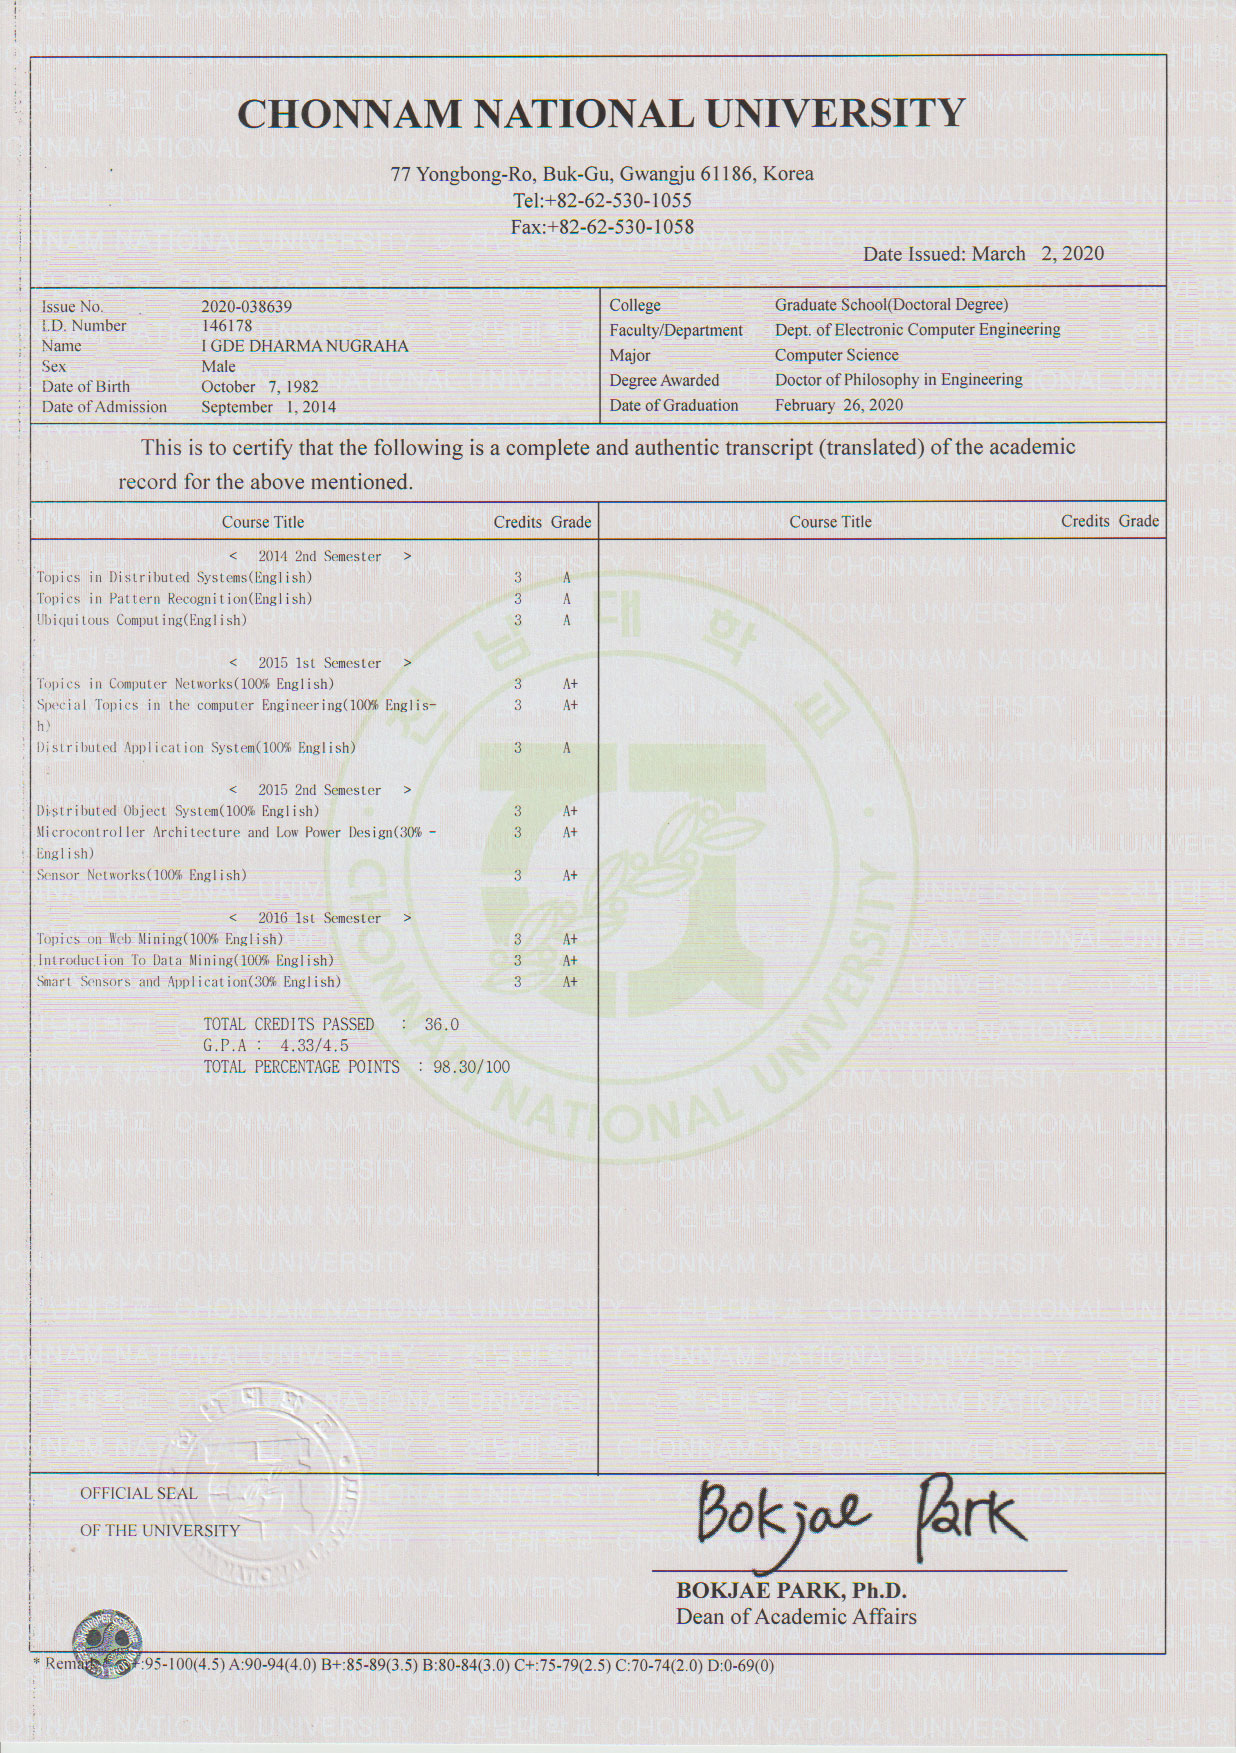 CHONNAM NATIONAL UNIVERSITY
77 Yongbong-Ro, Buk-Gu, Gwangju 61186, Korea
Tel:+82-62-530-1055
Fax:+82-62-530-1058
Date Issued: March 2, 2020
Issue No. 2020-038639
I.D. Number 146178
Name I GDE DHARMA NUGRAHA
Sex Male
Date of Birth October 7, 1982
Date of Admission September 1, 2014
College Graduate School(Doctoral Degree)
Faculty/Department Dept. of Electronic Computer Engineering
Major Computer Science
Degree Awarded Doctor of Philosophy in Engineering
Date of Graduation February 26, 2020
This is to certify that the following is a complete and authentic transcript (translated) of the academic
record for the above mentioned.
Course Title Credits Grade Course Title Credits Grade
< 2014 2nd Semester >
Topics in Distributed Systems(English) 3 A
Topics in Pattern Recognition(English) 3 A
Ubiquitous Computing(English) 3 A
< 2015 1st Semester >
Topics in Computer Networks(100% English) 3 A+
Special Topics in the computer Engineering(100% Englis- 3 A+
h)
Distributed Application System(100% English) 3 A
< 2015 2nd Semester >
Distributed Object System(100% English) 3 A+
Microcontroller Architecture and Low Power Design(30% - 3 A+
English)
Sensor Networks(100% English) 3 A+
< 2016 1st Semester >
Topics on Web Mining(100% English) 3 A+
Introduction To Data Mining(100% English) 3 A+
Smart Sensors and Application(30% English) 3 A+
TOTAL CREDITS PASSED : 36.0
G.P.A : 4.33/4.5
TOTAL PERCENTAGE POINTS : 98.30/100
전남대학교
CHONNAM NATIONAL UNIVERSITY
OFFICIAL SEAL
OF THE UNIVERSITY
Bokjae Park
BOKJAE PARK, Ph.D.
Dean of Academic Affairs
:95-100(4.5) A:90-94(4.0) B+:85-89(3.5) B:80-84(3.0) C+:75-79(2.5) C:70-74(2.0) D:0-69(0)